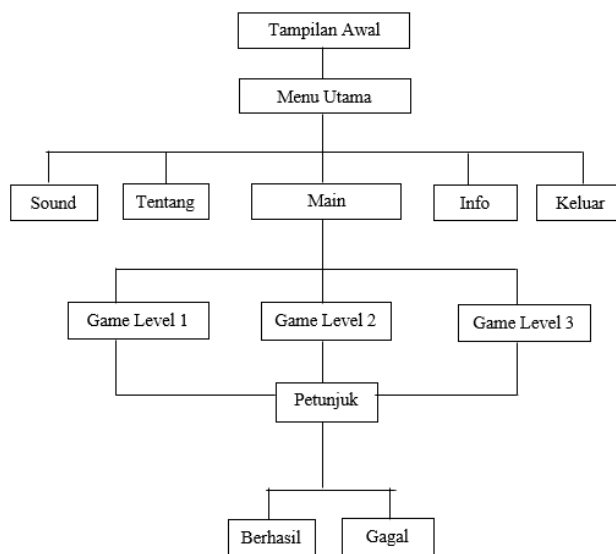 Tampilan Awal
Menu Utama
Sound
Tentang
Main
Info
Keluar
Game Level 1
Game Level 2
Game Level 3
Petunjuk
Berhasil
Gagal